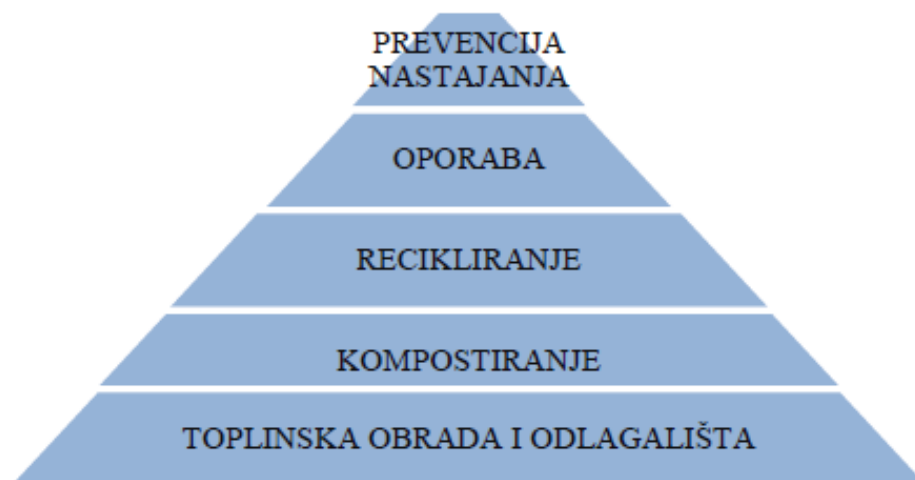 PREVENCIJA
NASTAJANJA
OPORABA
RECIKLIRANJE
KOMPOSTIRANJE
TOPLINSKA OBRADA I ODLAGALIŠTA